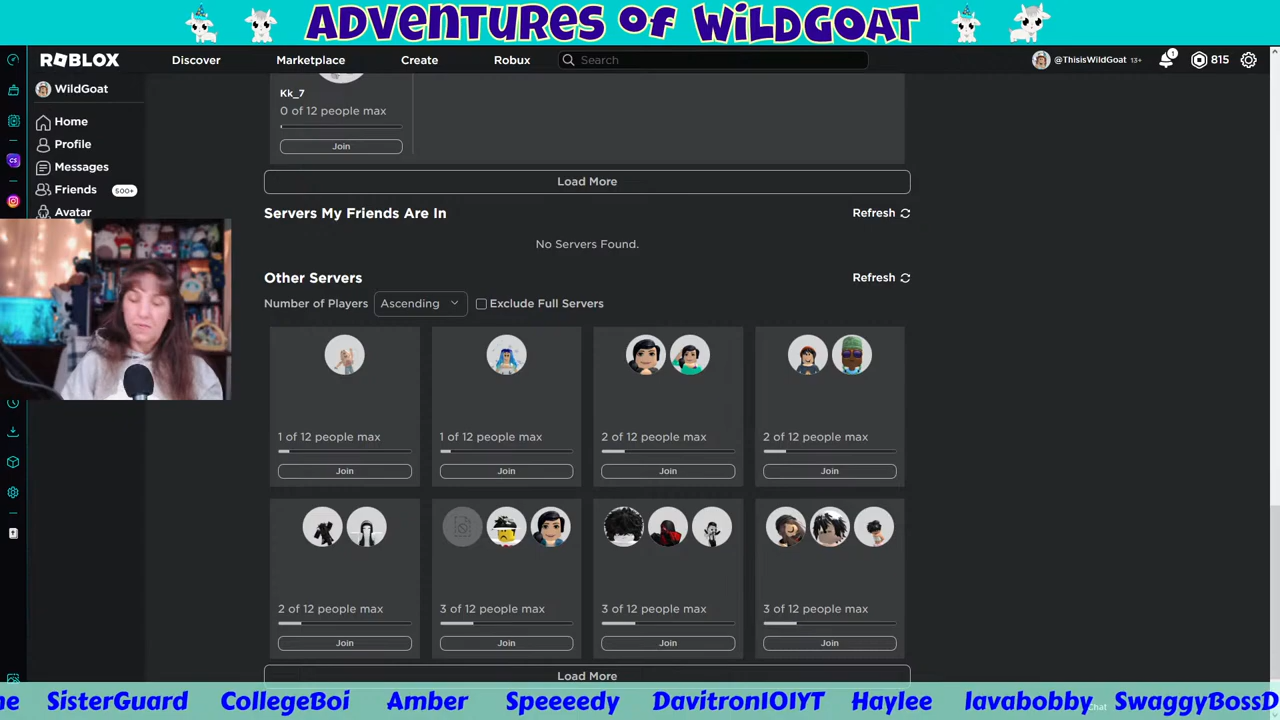 ADVENTURES OF WILDGOAT
ROBLOX Discover Marketplace Create Robux Search @ThisisWildGoat 13+ 1 815
WildGoat
Home
Profile
Messages
Friends 500+
Avatar
Kk_7
0 of 12 people max
Join
Load More
Servers My Friends Are In Refresh
No Servers Found.
Other Servers Refresh
Number of Players Ascending Exclude Full Servers
1 of 12 people max 1 of 12 people max 2 of 12 people max 2 of 12 people max
Join Join Join Join
2 of 12 people max 3 of 12 people max 3 of 12 people max 3 of 12 people max
Join Join Join Join
Load More
me SisterGuard CollegeBoi Amber Speeeedy Davitron101YT Haylee lavabobby SwaggyBossD
Chat